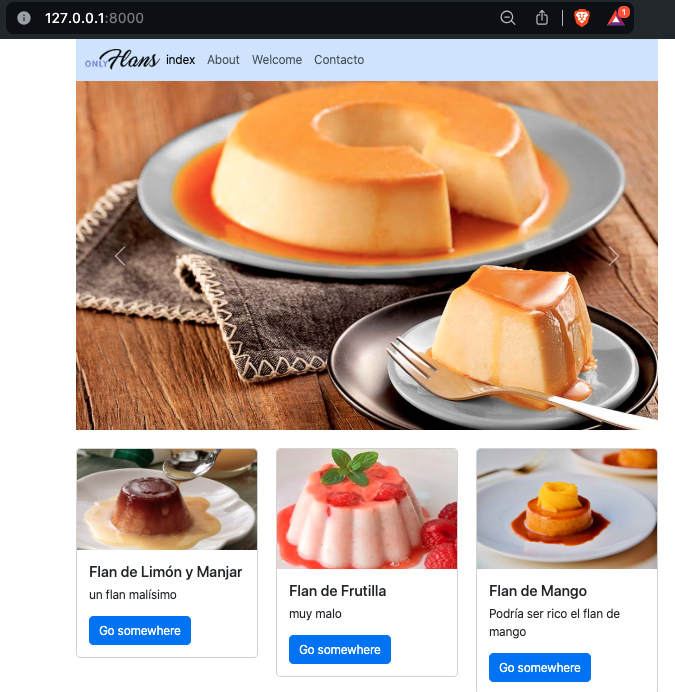 127.0.0.1:8000
1
ONLY Flans index About Welcome Contacto
Flan de Limón y Manjar
un flan malísimo
Go somewhere
Flan de Frutilla
muy malo
Go somewhere
Flan de Mango
Podría ser rico el flan de
mango
Go somewhere